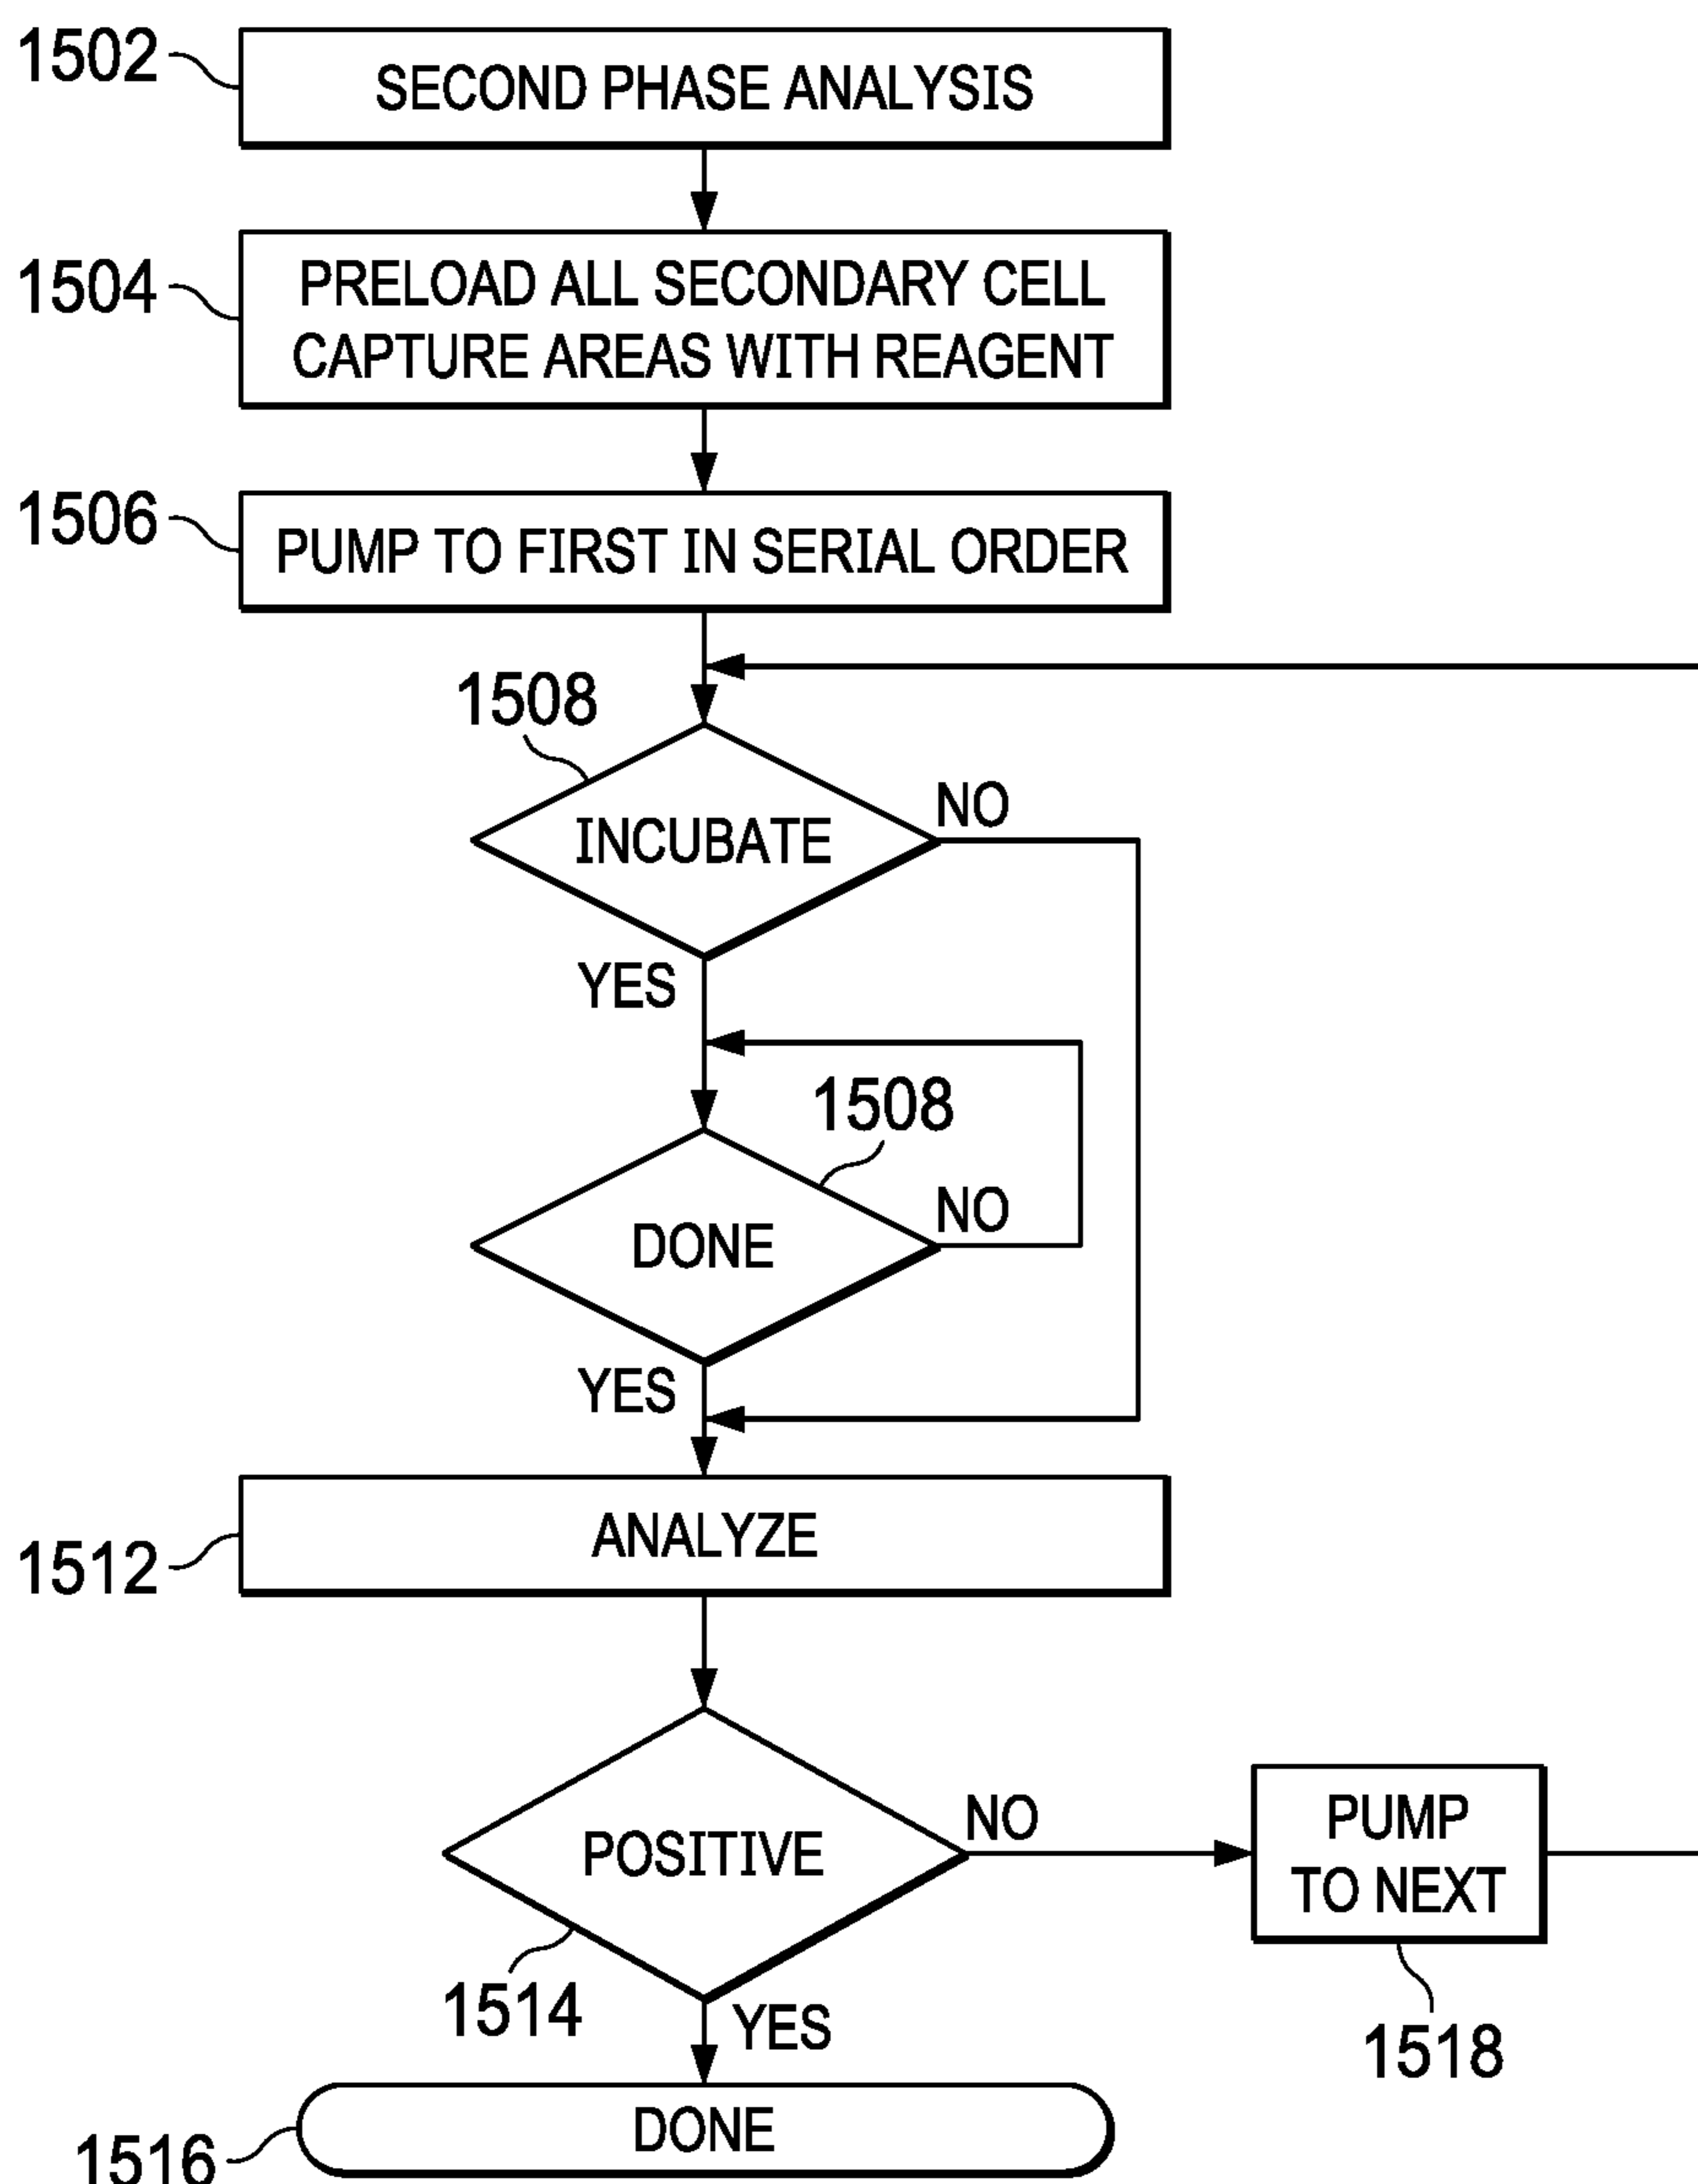 1502
SECOND PHASE ANALYSIS
1504
PRELOAD ALL SECONDARY CELL
CAPTURE AREAS WITH REAGENT
1506
PUMP TO FIRST IN SERIAL ORDER
1508
INCUBATE
NO
YES
1508
DONE
NO
YES
1512
ANALYZE
POSITIVE
NO
PUMP
TO NEXT
1514
YES
1518
DONE
1516